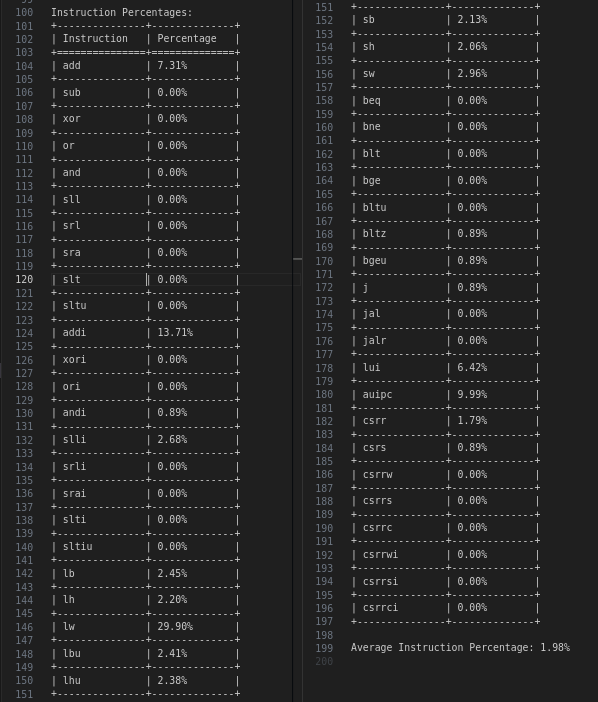 100 Instruction Percentages:
101 +---------------+--------------+
102 | Instruction | Percentage |
103 +===============+==============+
104 | add | 7.31% |
105 +---------------+--------------+
106 | sub | 0.00% |
107 +---------------+--------------+
108 | xor | 0.00% |
109 +---------------+--------------+
110 | or | 0.00% |
111 +---------------+--------------+
112 | and | 0.00% |
113 +---------------+--------------+
114 | sll | 0.00% |
115 +---------------+--------------+
116 | srl | 0.00% |
117 +---------------+--------------+
118 | sra | 0.00% |
119 +---------------+--------------+
120 | slt | 0.00% |
121 +---------------+--------------+
122 | sltu | 0.00% |
123 +---------------+--------------+
124 | addi | 13.71% |
125 +---------------+--------------+
126 | xori | 0.00% |
127 +---------------+--------------+
128 | ori | 0.00% |
129 +---------------+--------------+
130 | andi | 0.89% |
131 +---------------+--------------+
132 | slli | 2.68% |
133 +---------------+--------------+
134 | srli | 0.00% |
135 +---------------+--------------+
136 | srai | 0.00% |
137 +---------------+--------------+
138 | slti | 0.00% |
139 +---------------+--------------+
140 | sltiu | 0.00% |
141 +---------------+--------------+
142 | lb | 2.45% |
143 +---------------+--------------+
144 | lh | 2.20% |
145 +---------------+--------------+
146 | lw | 29.90% |
147 +---------------+--------------+
148 | lbu | 2.41% |
149 +---------------+--------------+
150 | lhu | 2.38% |
151 +---------------+--------------+
151 +---------------+--------------+
152 | sb | 2.13% |
153 +---------------+--------------+
154 | sh | 2.06% |
155 +---------------+--------------+
156 | sw | 2.96% |
157 +---------------+--------------+
158 | beq | 0.00% |
159 +---------------+--------------+
160 | bne | 0.00% |
161 +---------------+--------------+
162 | blt | 0.00% |
163 +---------------+--------------+
164 | bge | 0.00% |
165 +---------------+--------------+
166 | bltu | 0.00% |
167 +---------------+--------------+
168 | bltz | 0.89% |
169 +---------------+--------------+
170 | bgeu | 0.89% |
171 +---------------+--------------+
172 | j | 0.89% |
173 +---------------+--------------+
174 | jal | 0.00% |
175 +---------------+--------------+
176 | jalr | 0.00% |
177 +---------------+--------------+
178 | lui | 6.42% |
179 +---------------+--------------+
180 | auipc | 9.99% |
181 +---------------+--------------+
182 | csrr | 1.79% |
183 +---------------+--------------+
184 | csrs | 0.89% |
185 +---------------+--------------+
186 | csrrw | 0.00% |
187 +---------------+--------------+
188 | csrrs | 0.00% |
189 +---------------+--------------+
190 | csrrc | 0.00% |
191 +---------------+--------------+
192 | csrrwi | 0.00% |
193 +---------------+--------------+
194 | csrrsi | 0.00% |
195 +---------------+--------------+
196 | csrrci | 0.00% |
197 +---------------+--------------+
198
199 Average Instruction Percentage: 1.98%
200